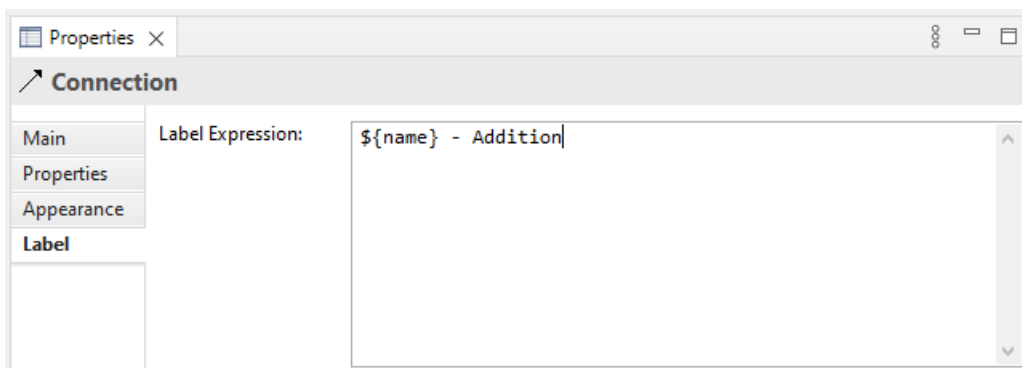 Properties
Connection
Main
Properties
Appearance
Label
Label Expression:
${name} - Addition